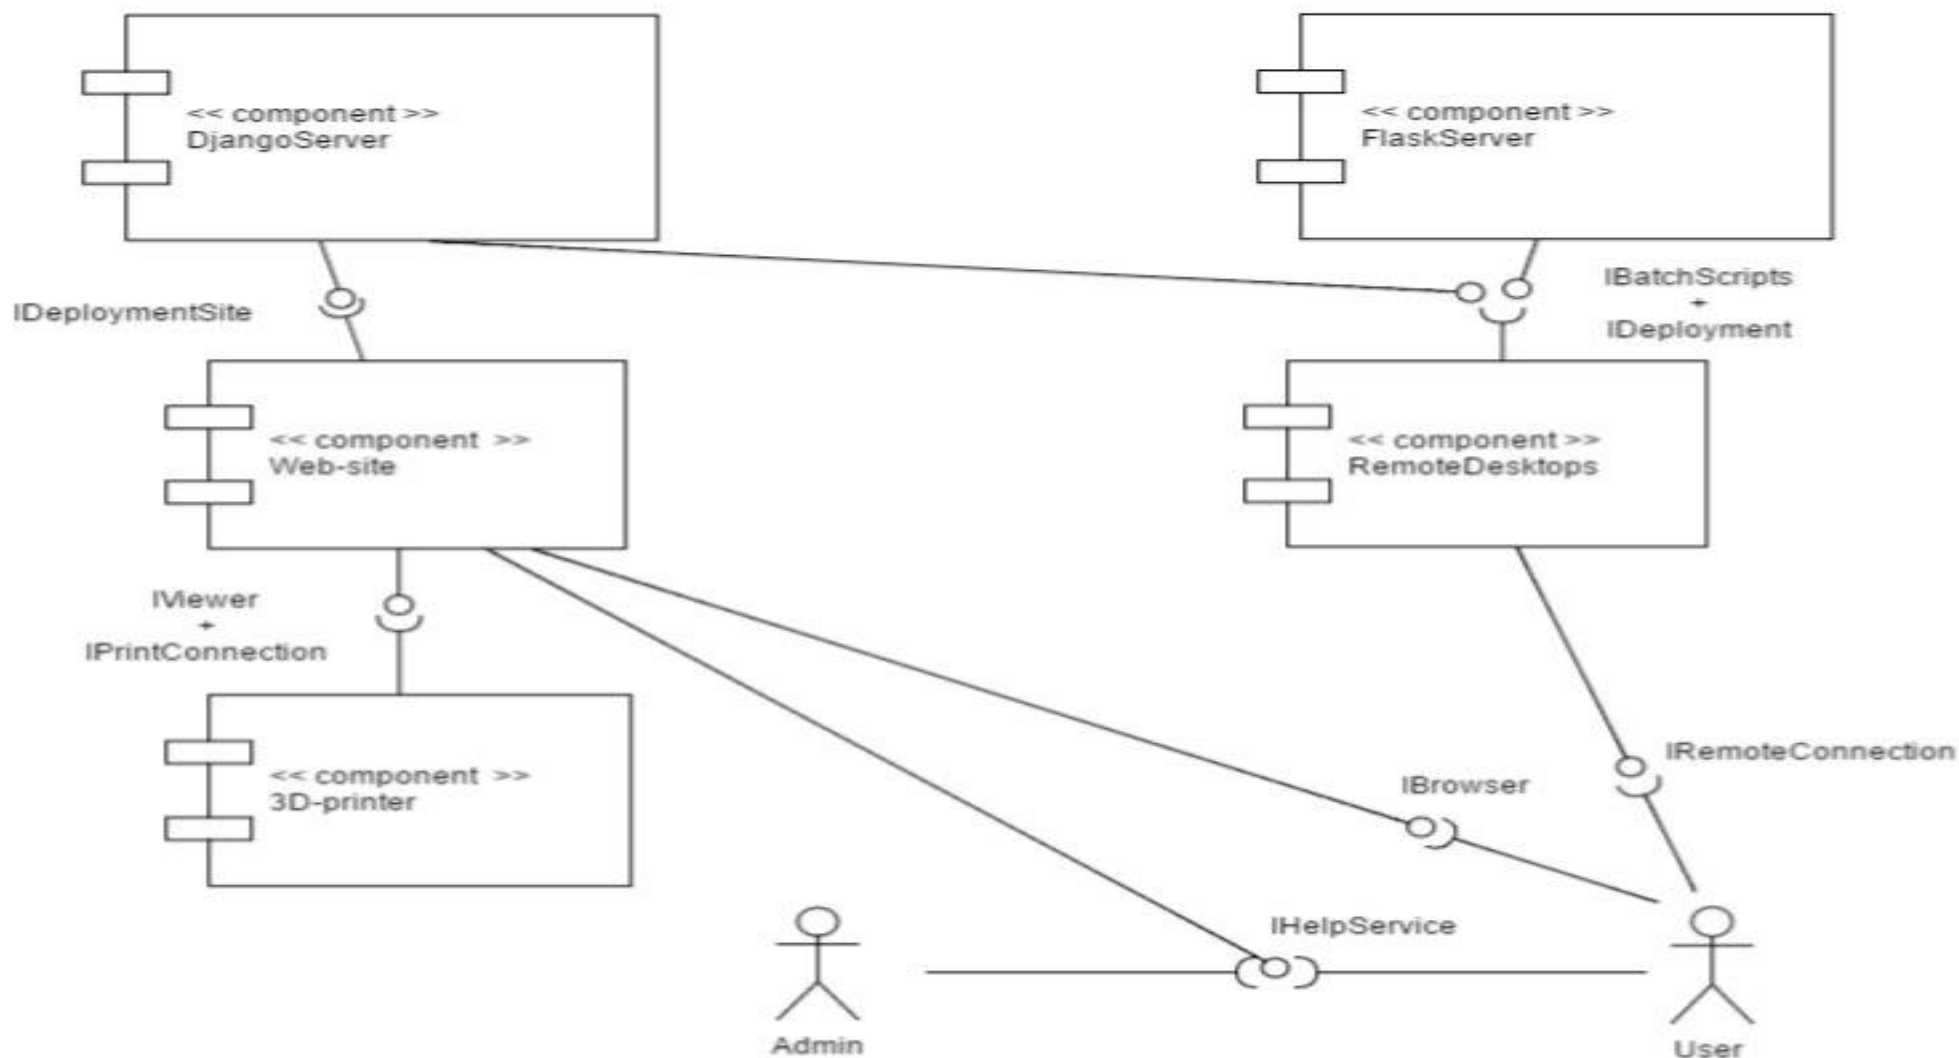 << component >>
DjangoServer
<< component >>
FlaskServer
IDeploymentSite
IBatchScripts
+
IDeployment
<< component >>
Web-site
<< component >>
RemoteDesktops
IViewer
+
IPrintConnection
<< component >>
3D-printer
IRemoteConnection
IBrowser
IHelpService
Admin
User